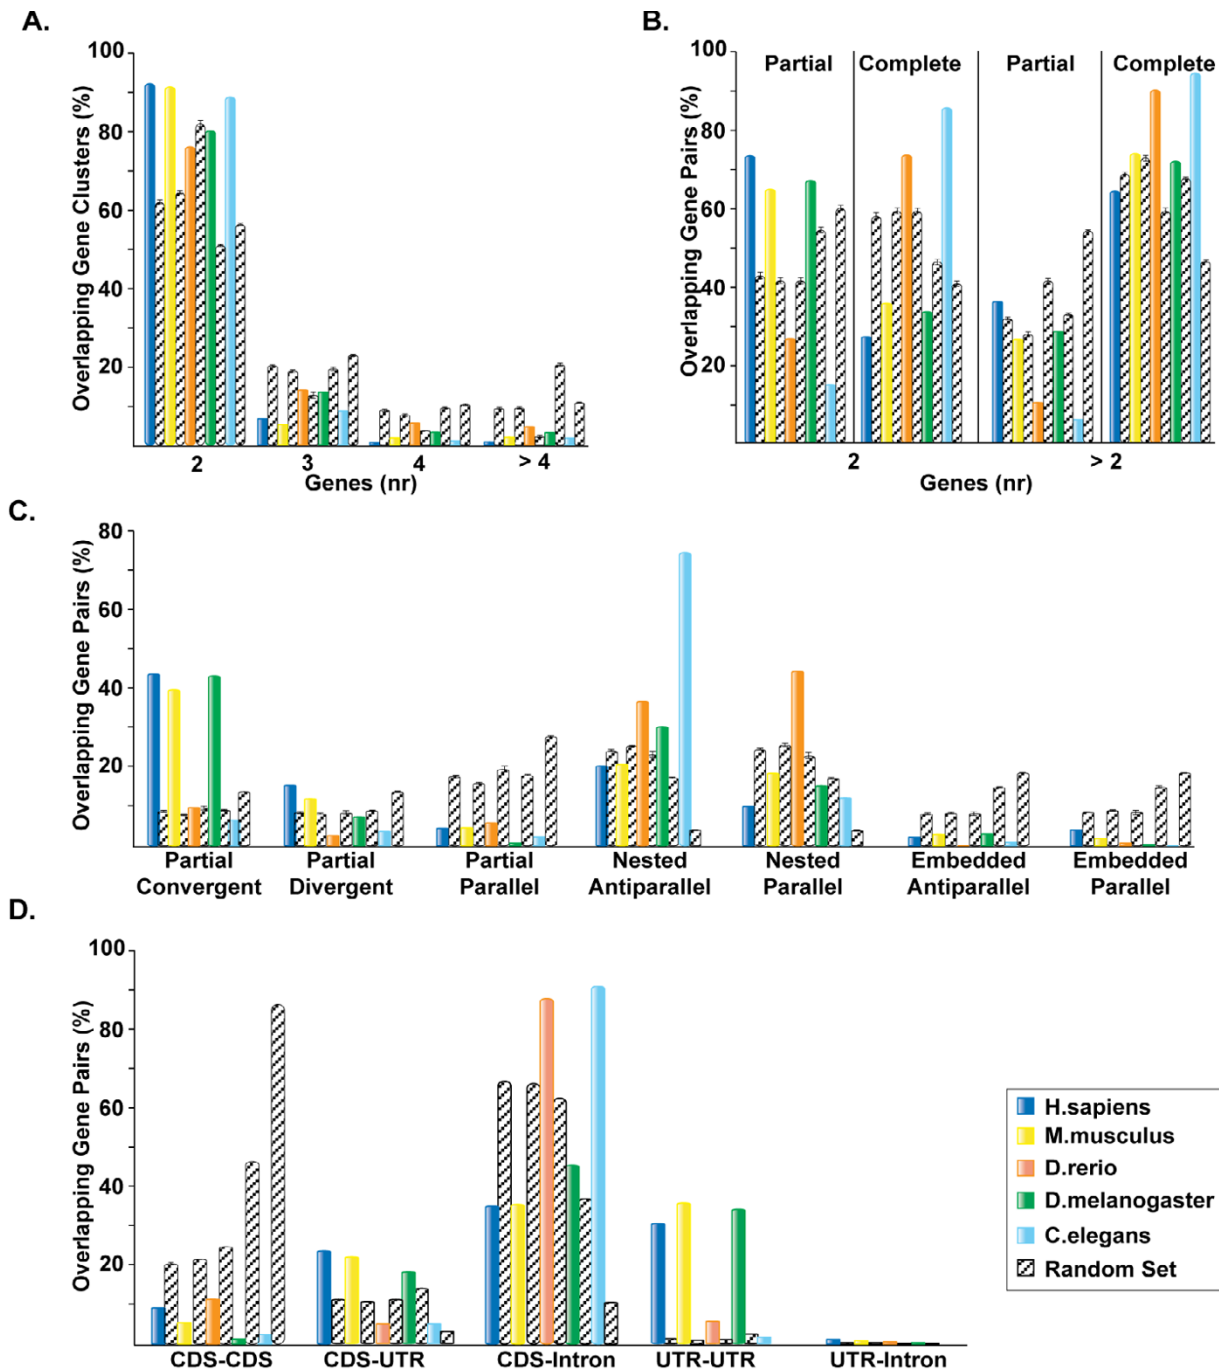 A.
100
80
60
40
20
Overlapping Gene Clusters (%)
2 3 4 > 4
Genes (nr)
B.
100
80
60
40
20
Overlapping Gene Pairs (%)
Partial Complete Partial Complete
2 > 2
Genes (nr)
C.
80
60
40
20
Overlapping Gene Pairs (%)
Partial Partial Partial Nested Nested Embedded Embedded
Convergent Divergent Parallel Antiparallel Parallel Antiparallel Parallel
D.
100
80
60
40
20
Overlapping Gene Pairs (%)
CDS-CDS CDS-UTR CDS-Intron UTR-UTR UTR-Intron
H.sapiens
M.musculus
D.rerio
D.melanogaster
C.elegans
Random Set